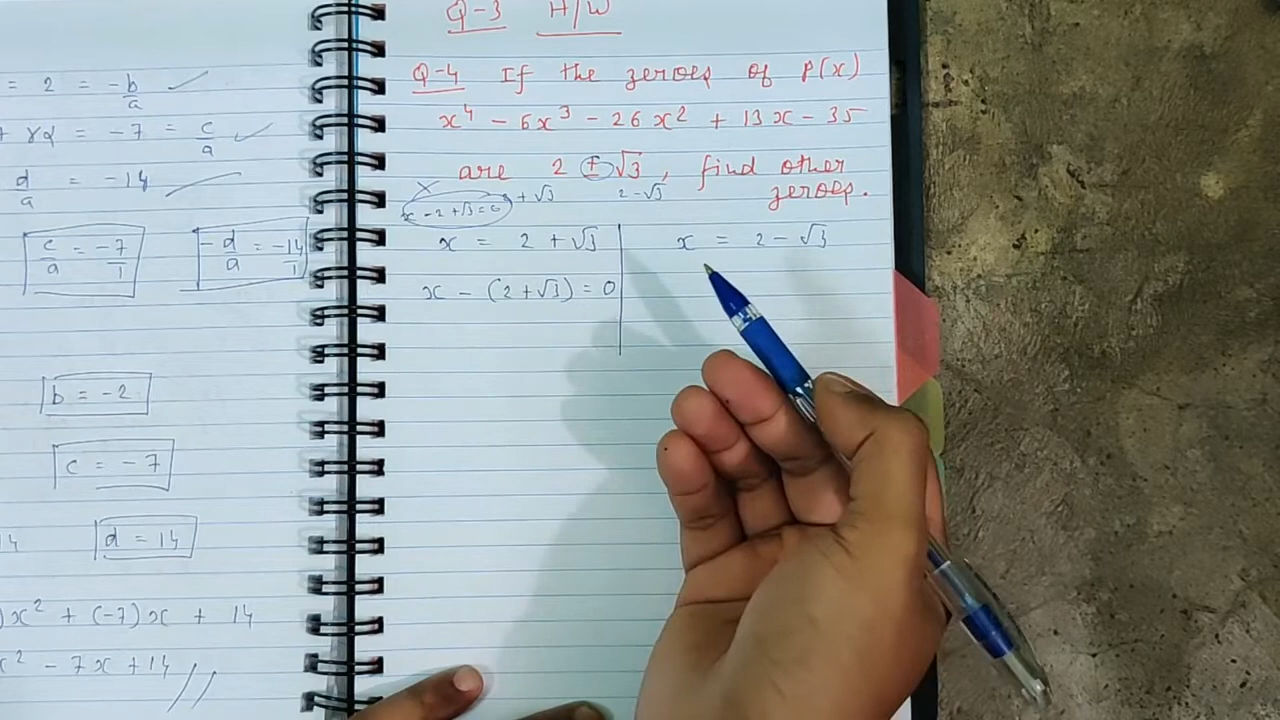 = 2 = -b/a ✓
+ γα = -7 = c/a ✓
d/a = -14
c/a = -7/1
-d/a = -14/1
b = -2
c = -7
14 d = 14
)x² + (-7)x + 14
x² - 7x + 14 //
Q-3 H/W
Q-4 If the zeroes of P(x)
x⁴ - 6x³ - 26x² + 13x - 35
are 2 ± √3, find other
zeroes.
+ √3 2-√3
x - 2 + √3 = 0
x = 2 + √3
x - (2 + √3) = 0
x = 2 - √3